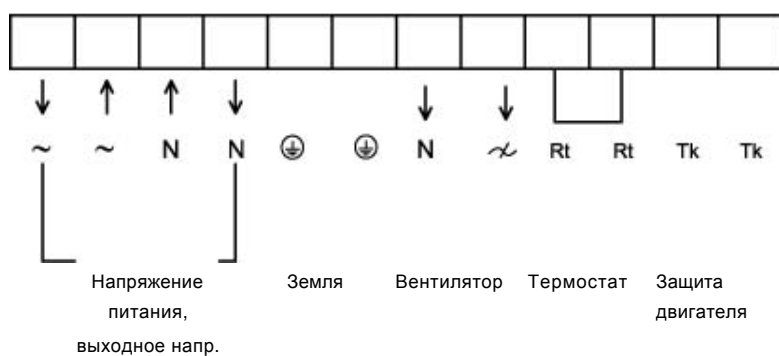 ~ ~ N N ⏚ ⏚ N ≁ Rt Rt Tk Tk
Напряжение питания, выходное напр.
Земля
Вентилятор
Термостат
Защита двигателя